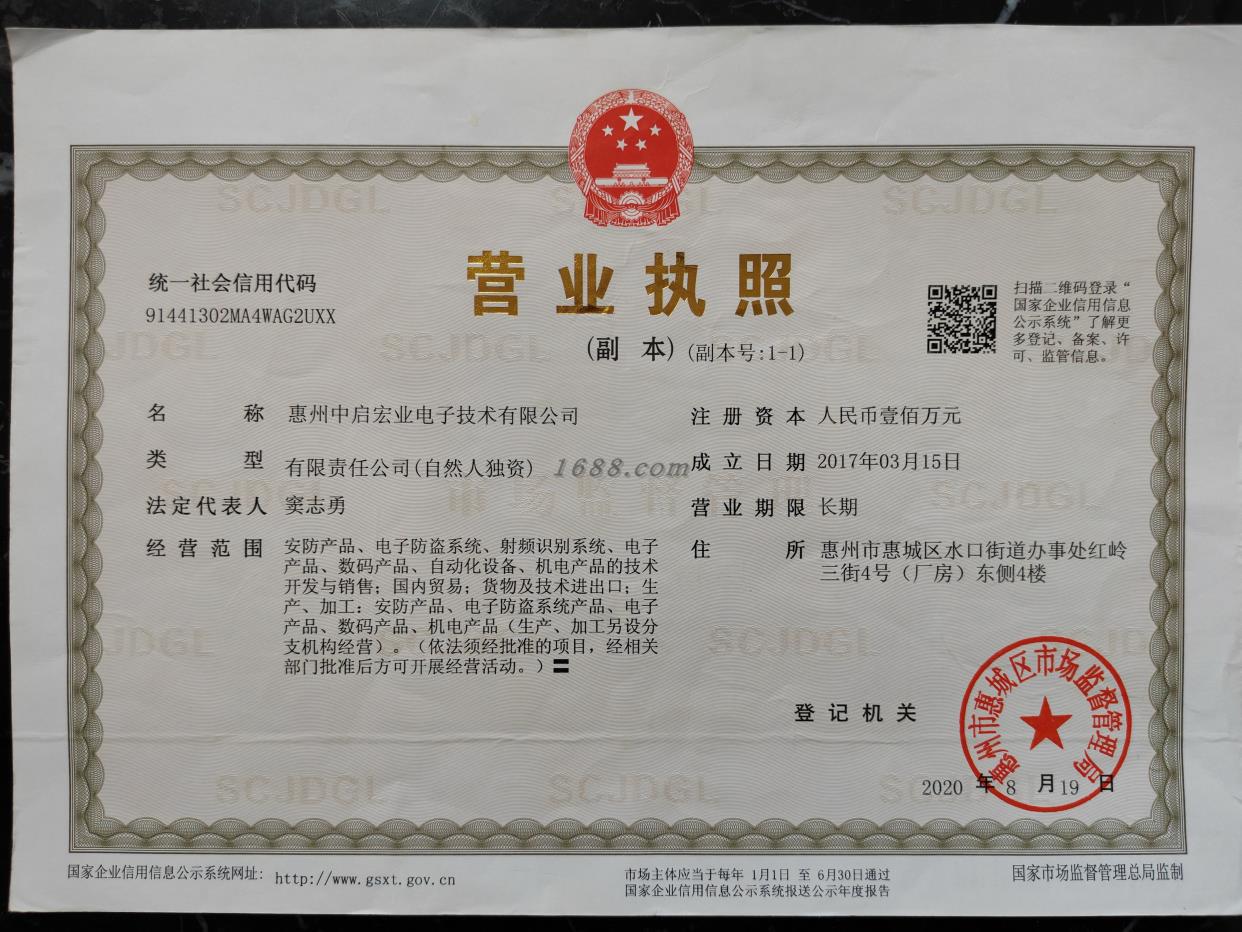 营业执照
(副 本) (副本号:1-1)
统一社会信用代码
91441302MA4WAG2UXX
扫描二维码登录“
国家企业信用信息
公示系统”了解更
多登记、备案、许
可、监管信息。
名 称 惠州中启宏业电子技术有限公司
类 型 有限责任公司(自然人独资)
法定代表人 窦志勇
经营范围 安防产品、电子防盗系统、射频识别系统、电子
产品、数码产品、自动化设备、机电产品的技术
开发与销售；国内贸易；货物及技术进出口；生
产、加工：安防产品、电子防盗系统产品、电子
产品、数码产品、机电产品（生产、加工另设分
支机构经营）。（依法须经批准的项目，经相关
部门批准后方可开展经营活动。）〓
1688.com
注册资本 人民币壹佰万元
成立日期 2017年03月15日
营业期限 长期
住 所 惠州市惠城区水口街道办事处红岭
三街4号（厂房）东侧4楼
登记机关
惠州市惠城区市场监督管理局
2020 年 8 月 19 日
国家企业信用信息公示系统网址：http://www.gsxt.gov.cn
市场主体应当于每年 1月1日 至 6月30日通过
国家企业信用信息公示系统报送公示年度报告
国家市场监督管理总局监制
SCJDGL
市场监督管理